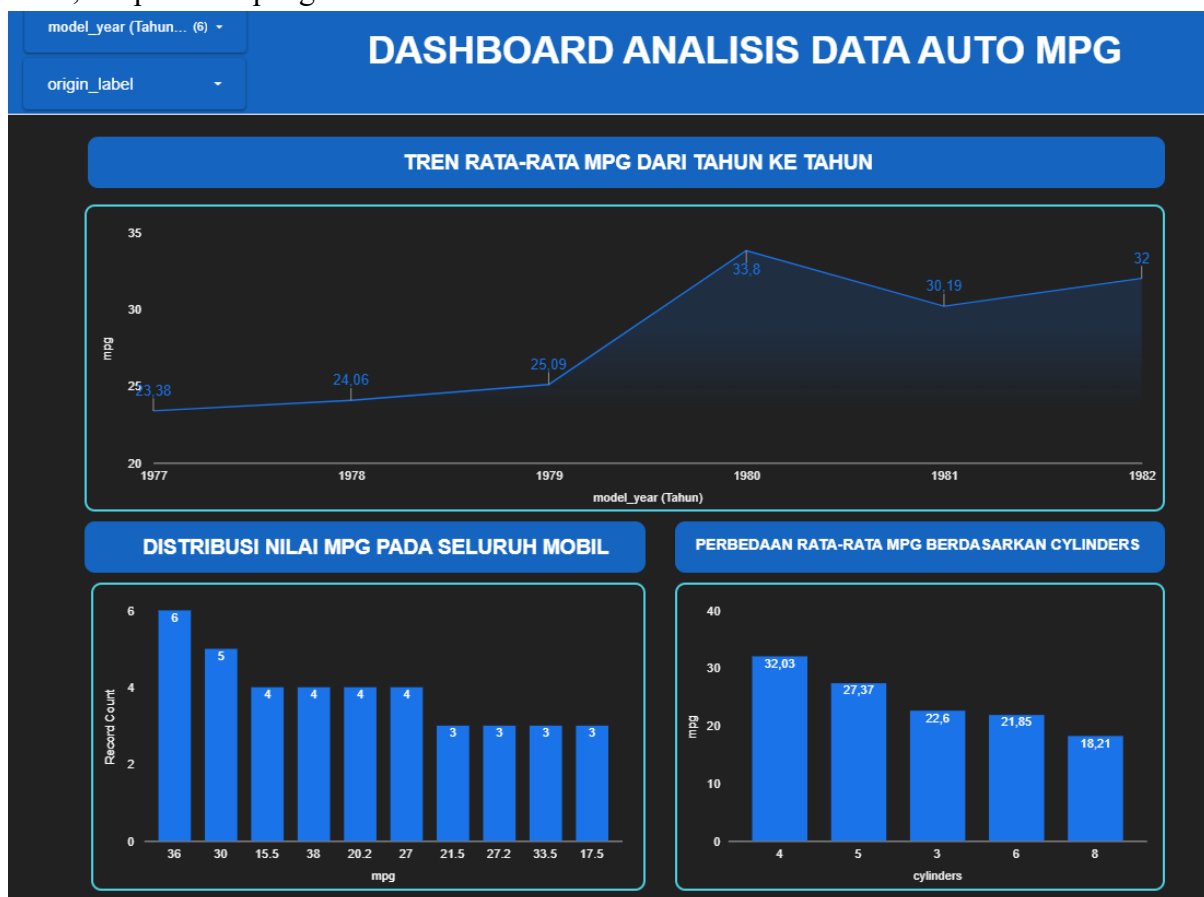 model_year (Tahun... (6)
origin_label
DASHBOARD ANALISIS DATA AUTO MPG
TREN RATA-RATA MPG DARI TAHUN KE TAHUN
35
30
25
20
mpg
23,38
24,06
25,09
33,8
30,19
32
1977 1978 1979 1980 1981 1982
model_year (Tahun)
DISTRIBUSI NILAI MPG PADA SELURUH MOBIL
6
4
2
0
Record Count
6 5 4 4 4 4 3 3 3 3
36 30 15.5 38 20.2 27 21.5 27.2 33.5 17.5
mpg
PERBEDAAN RATA-RATA MPG BERDASARKAN CYLINDERS
40
30
20
10
0
mpg
32,03 27,37 22,6 21,85 18,21
4 5 3 6 8
cylinders